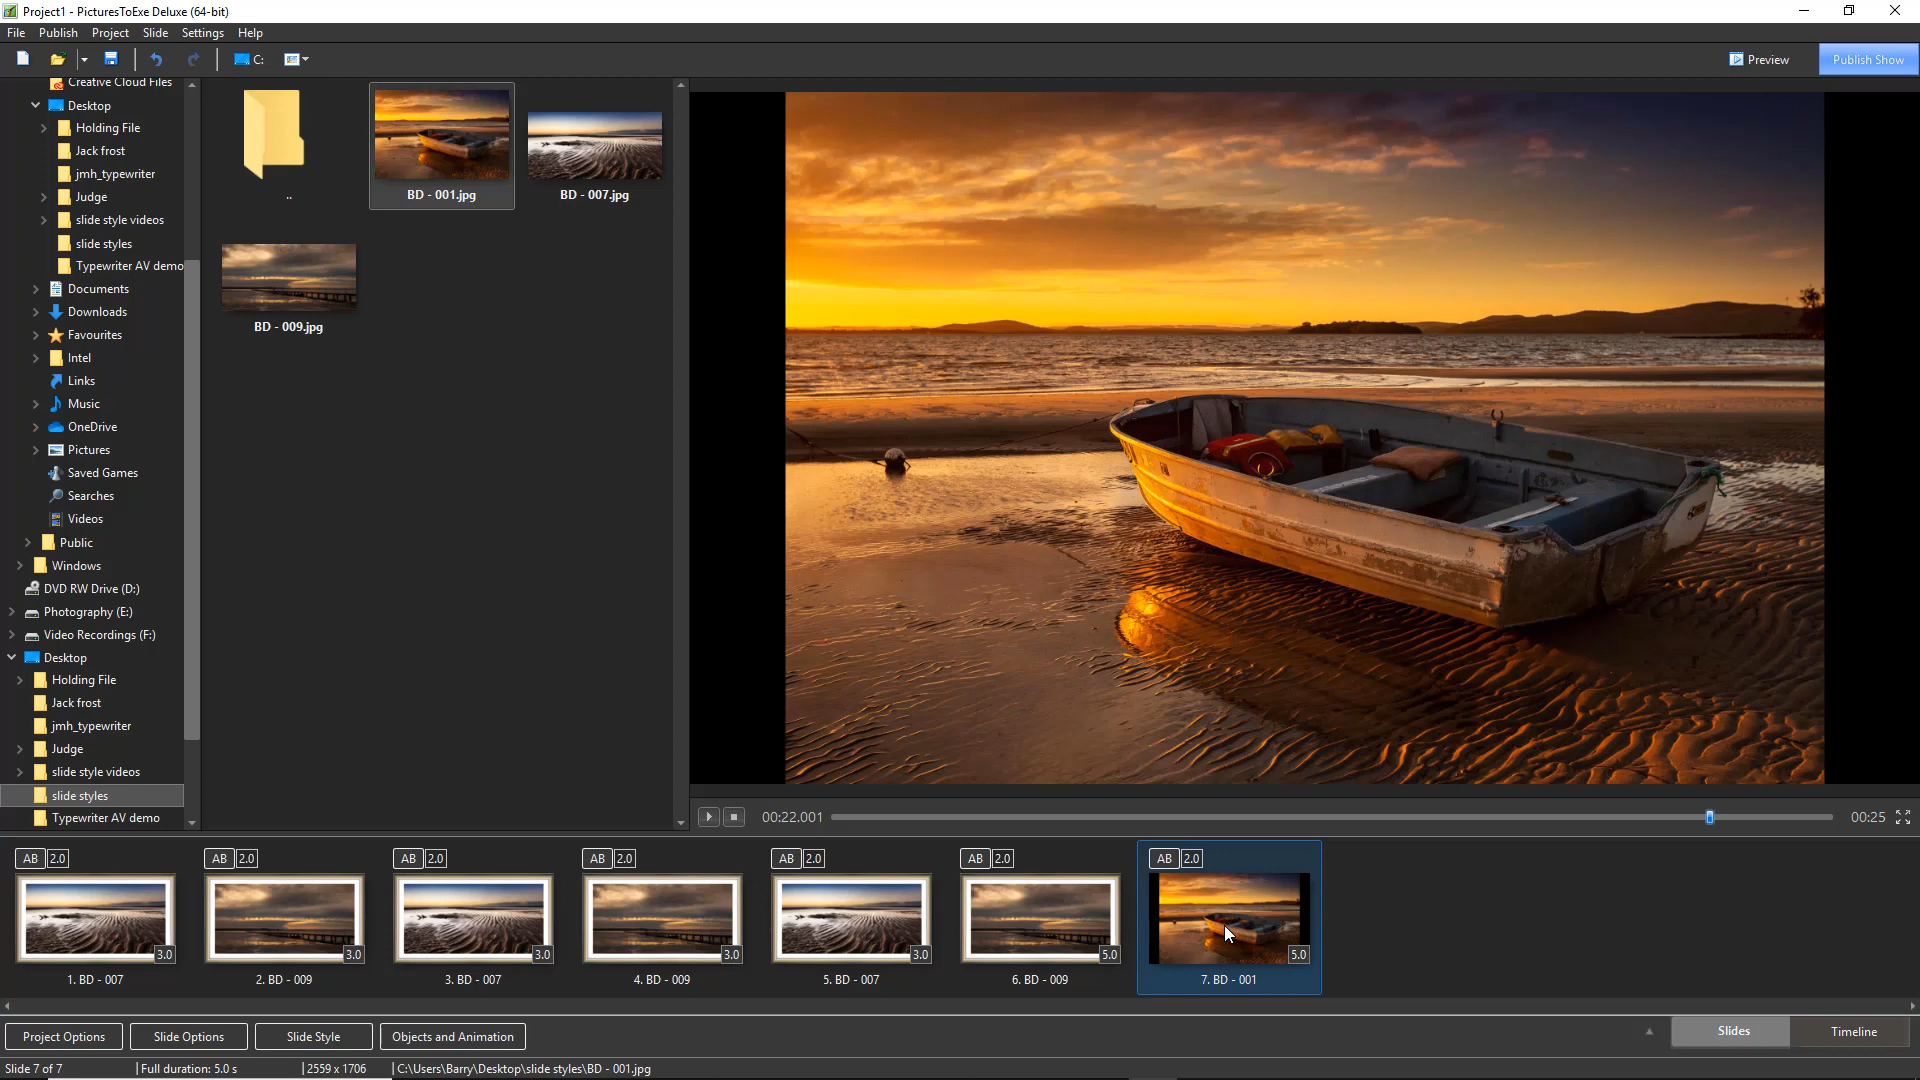 Project1 - PicturesToExe Deluxe (64-bit)
File Publish Project Slide Settings Help
C:
Preview
Publish Show
Creative Cloud Files
Desktop
Holding File
Jack frost
jmh_typewriter
Judge
slide style videos
slide styles
Typewriter AV demo
Documents
Downloads
Favourites
Intel
Links
Music
OneDrive
Pictures
Saved Games
Searches
Videos
Public
Windows
DVD RW Drive (D:)
Photography (E:)
Video Recordings (F:)
Desktop
Holding File
Jack frost
jmh_typewriter
Judge
slide style videos
slide styles
Typewriter AV demo
..
BD - 001.jpg
BD - 007.jpg
BD - 009.jpg
00:22.001
00:25
AB 2.0
AB 2.0
AB 2.0
AB 2.0
AB 2.0
AB 2.0
AB 2.0
3.0
3.0
3.0
3.0
3.0
5.0
5.0
1. BD - 007
2. BD - 009
3. BD - 007
4. BD - 009
5. BD - 007
6. BD - 009
7. BD - 001
Project Options
Slide Options
Slide Style
Objects and Animation
Slides
Timeline
Slide 7 of 7
Full duration: 5.0 s
2559 x 1706
C:\Users\Barry\Desktop\slide styles\BD - 001.jpg